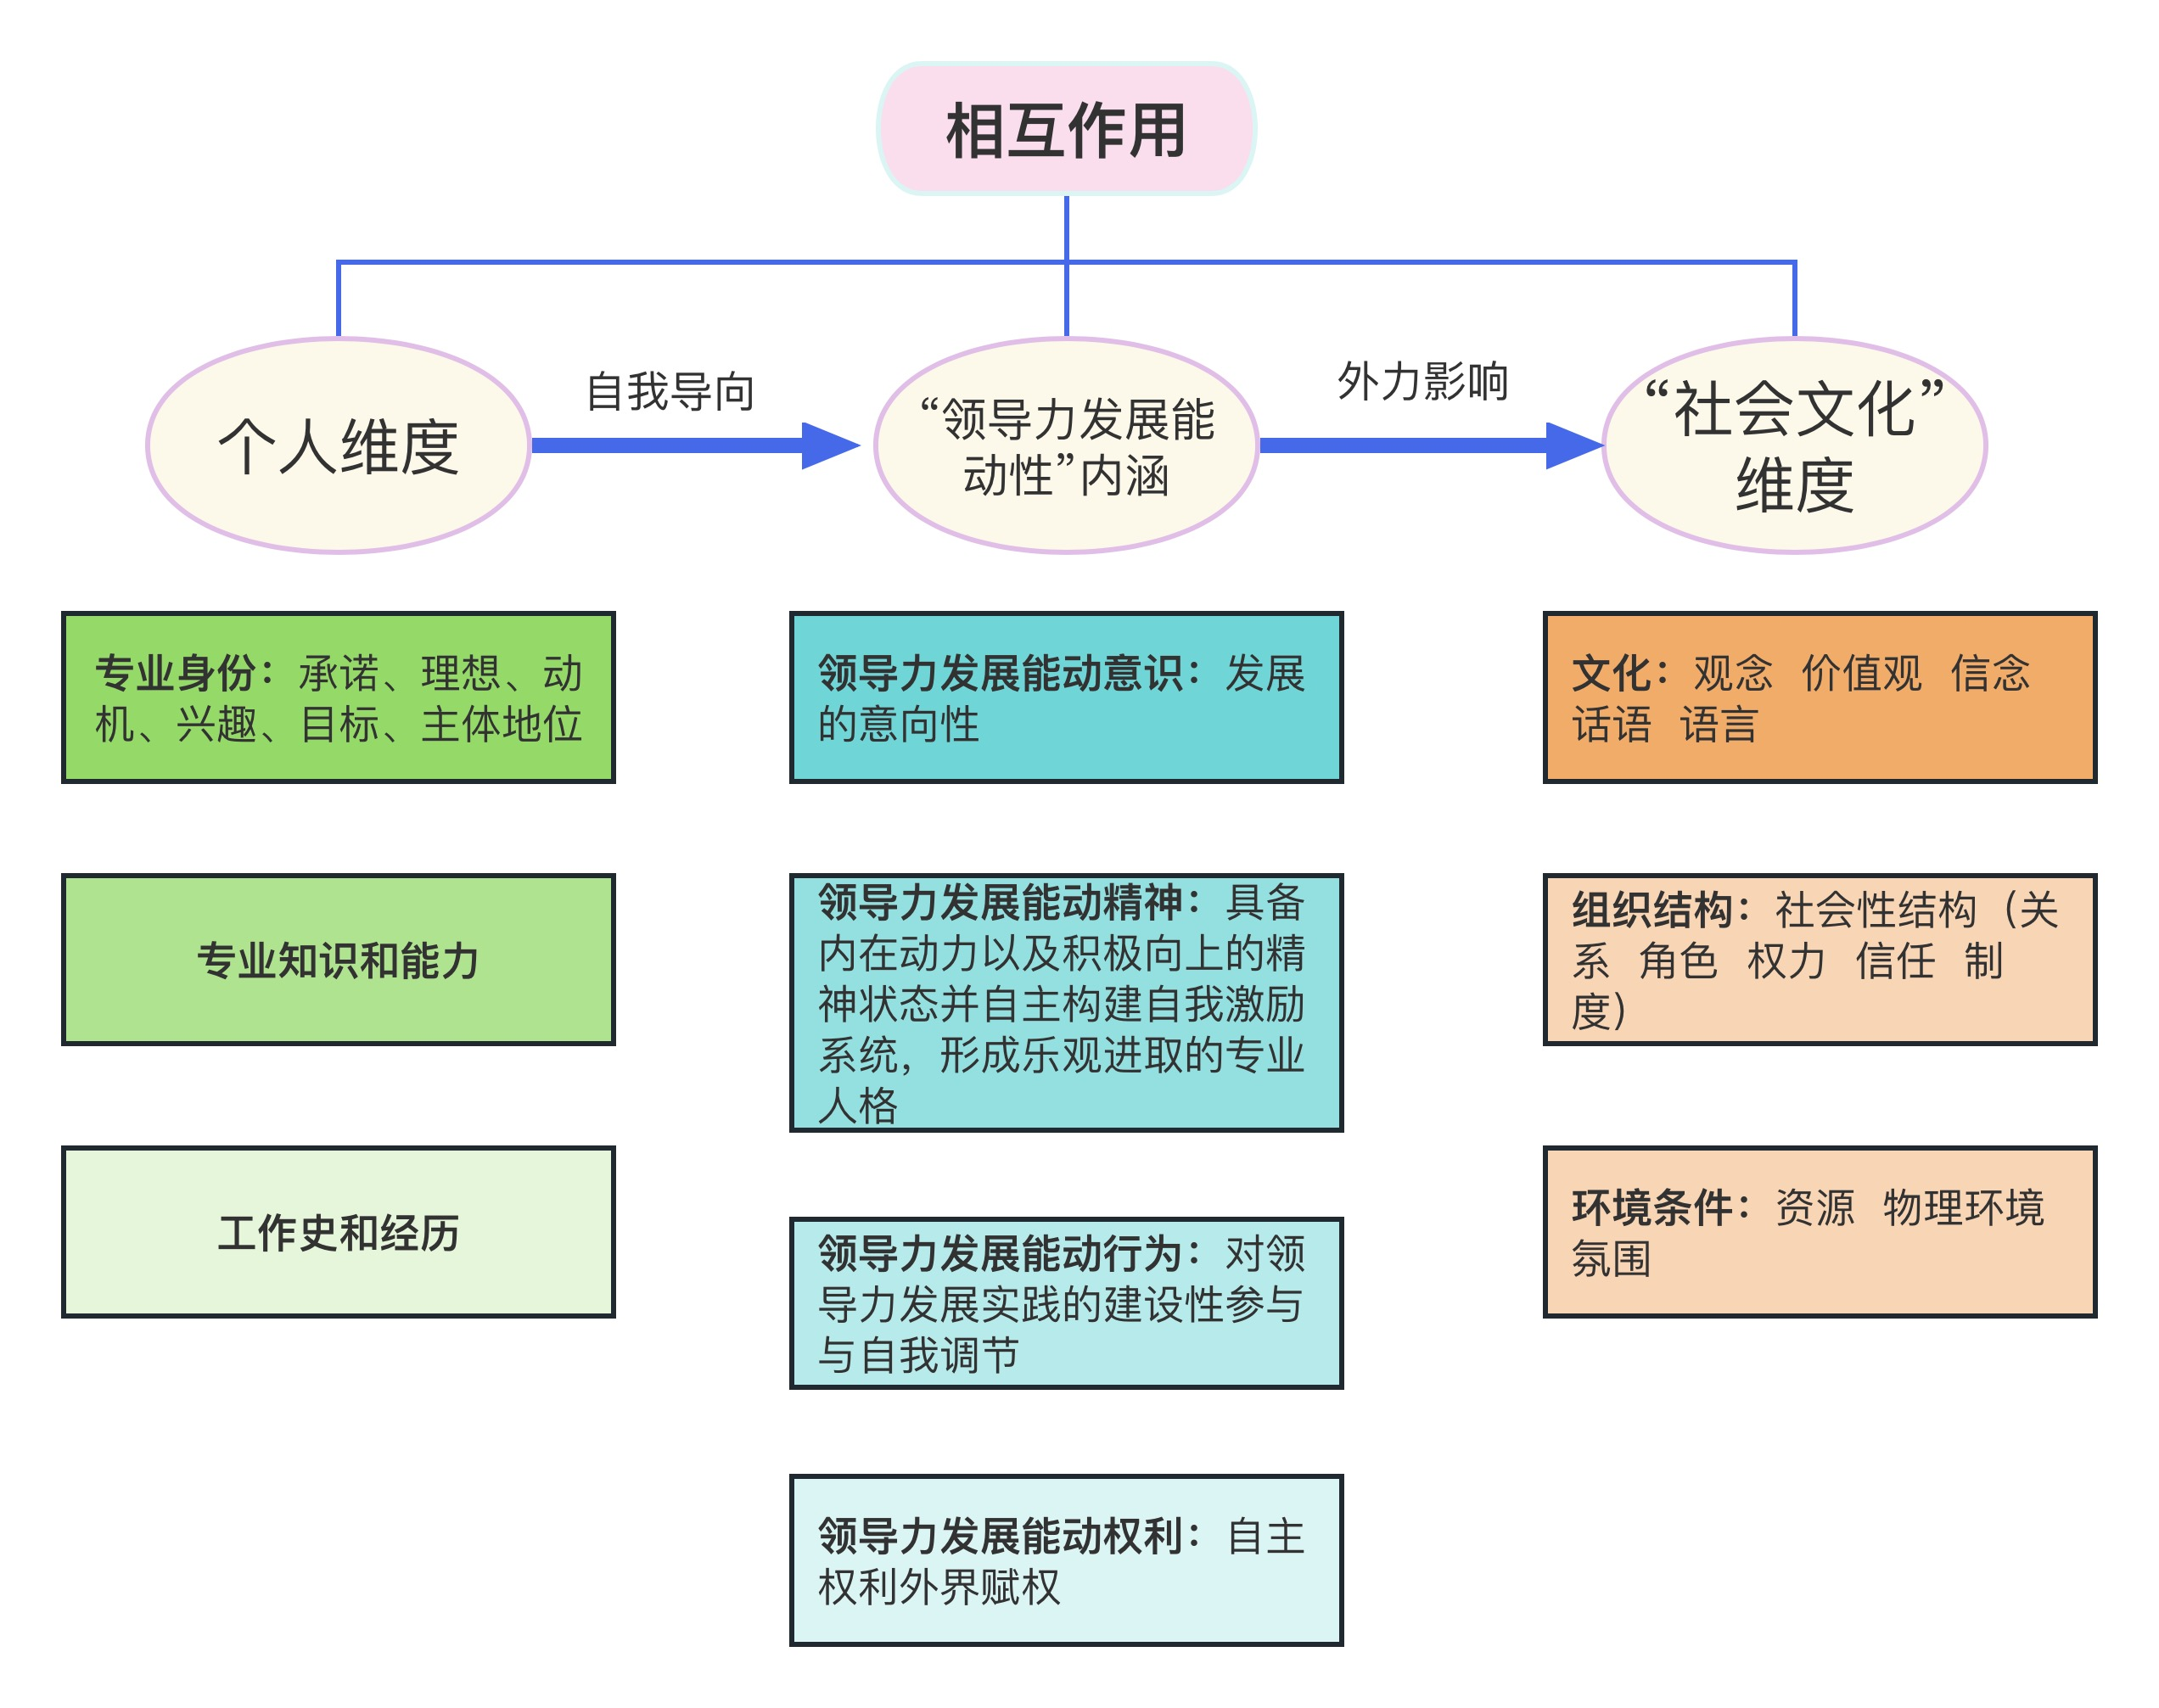 相互作用
个人维度
自我导向
“领导力发展能
动性”内涵
外力影响
“社会文化”
维度
专业身份：承诺、理想、动
机、兴趣、目标、主体地位
专业知识和能力
工作史和经历
领导力发展能动意识：发展
的意向性
领导力发展能动精神：具备
内在动力以及积极向上的精
神状态并自主构建自我激励
系统，形成乐观进取的专业
人格
领导力发展能动行为：对领
导力发展实践的建设性参与
与自我调节
领导力发展能动权利：自主
权利外界赋权
文化：观念 价值观 信念
话语 语言
组织结构：社会性结构（关
系 角色 权力 信任 制
度）
环境条件：资源 物理环境
氛围